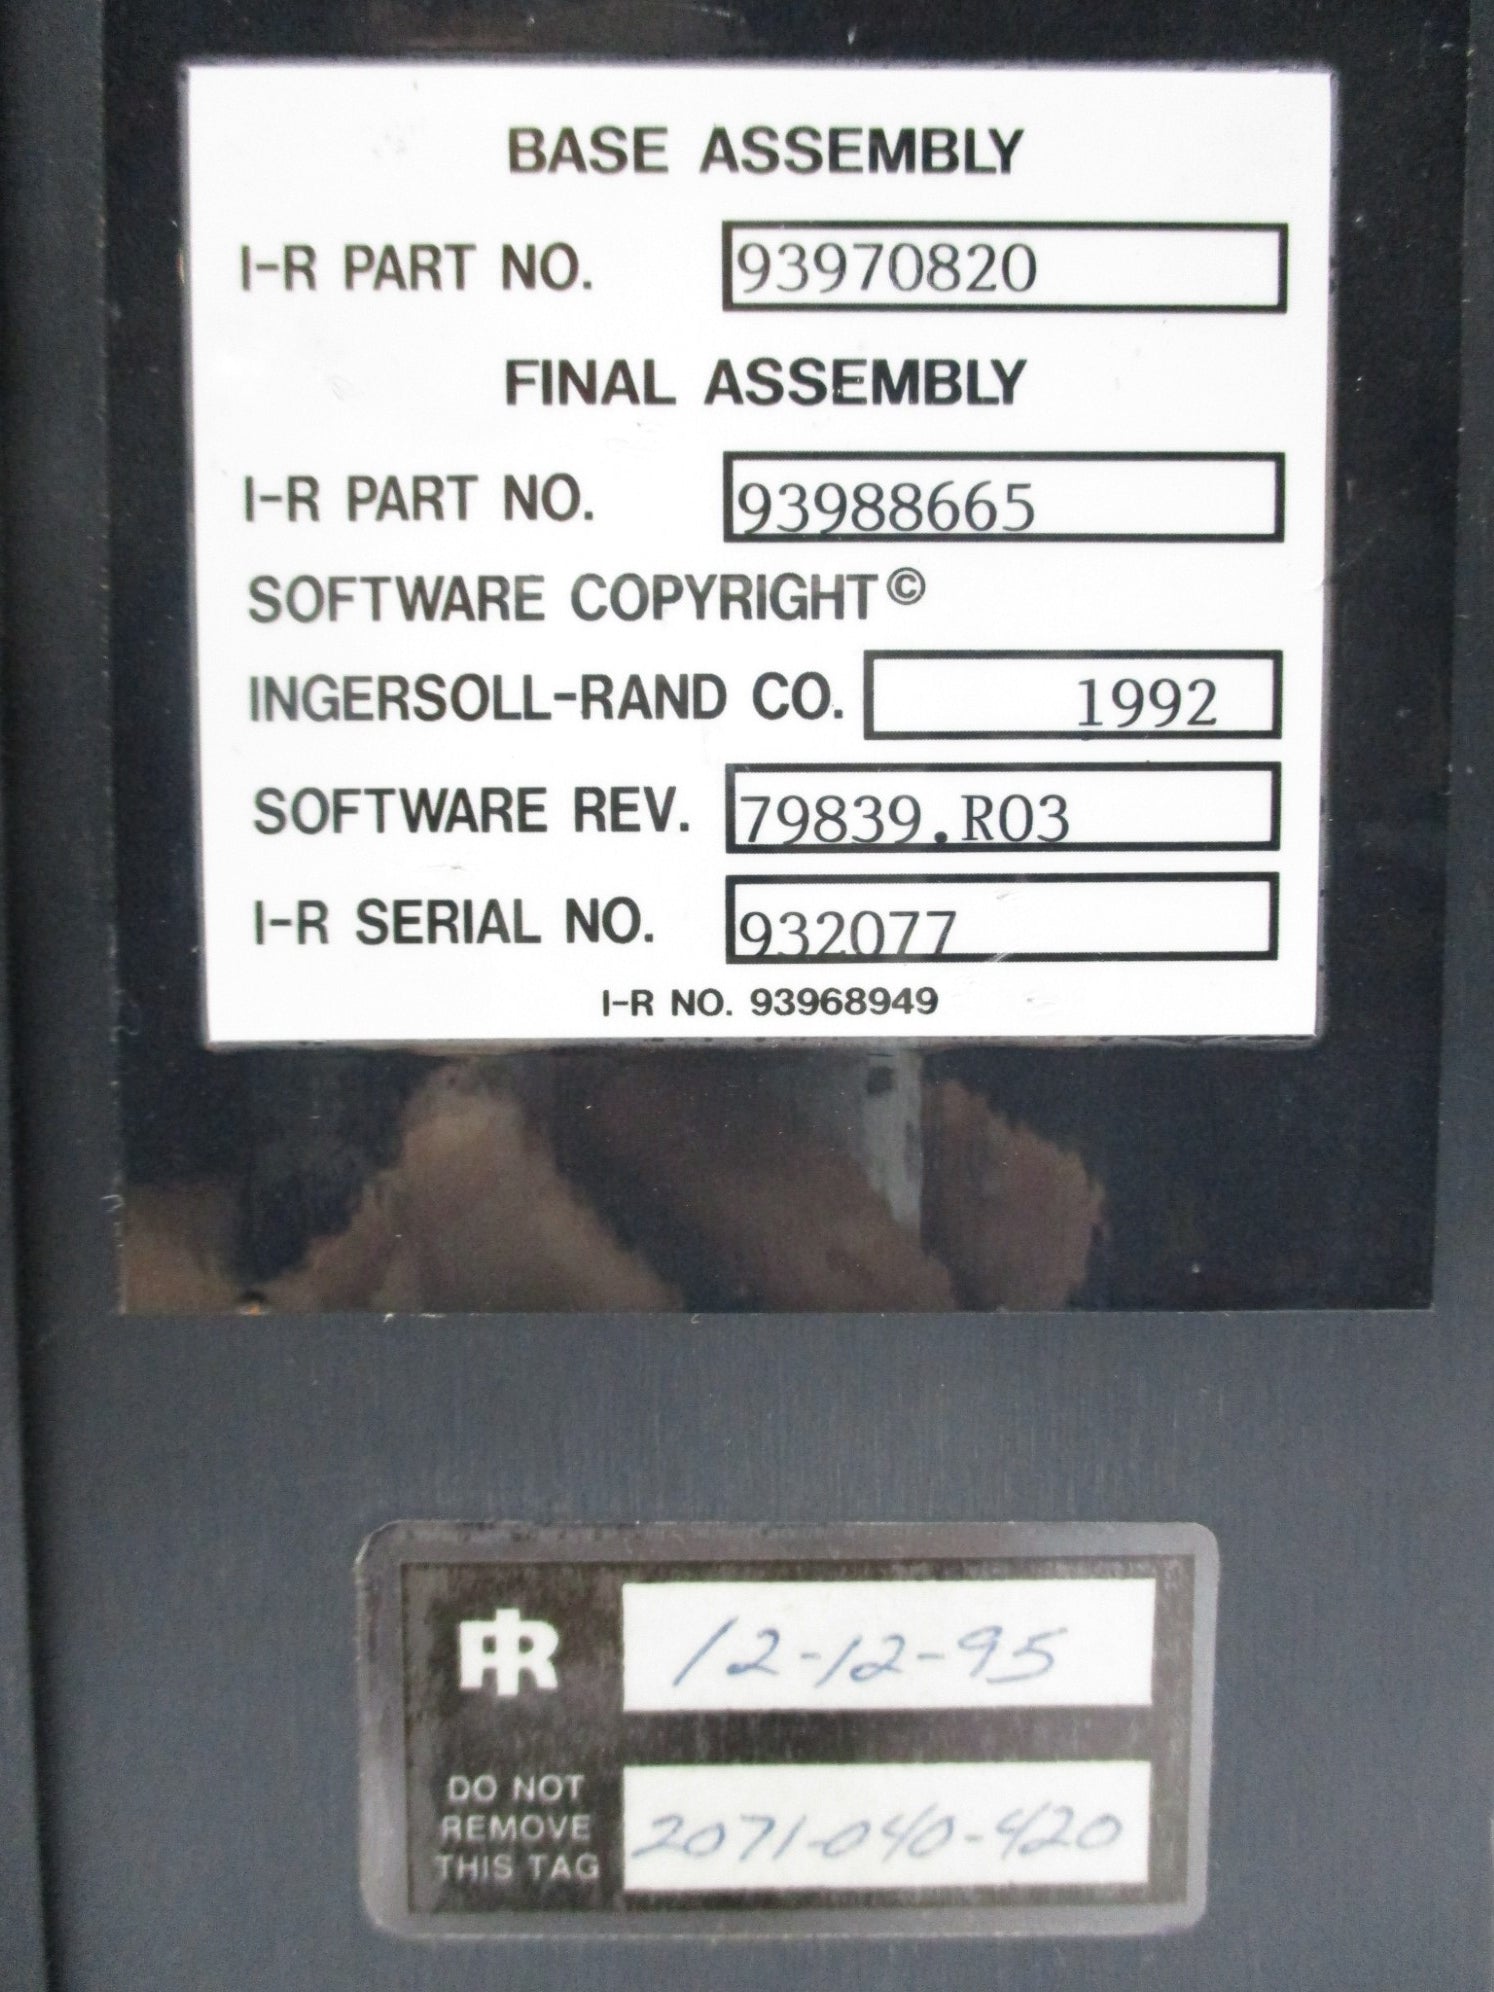 BASE ASSEMBLY
I-R PART NO. 93970820
FINAL ASSEMBLY
I-R PART NO. 93988665
SOFTWARE COPYRIGHT ©
INGERSOLL-RAND CO. 1992
SOFTWARE REV. 79839.R03
I-R SERIAL NO. 932077
I-R NO. 93968949
IR 12-12-95
DO NOT
REMOVE
THIS TAG
2071-040-420